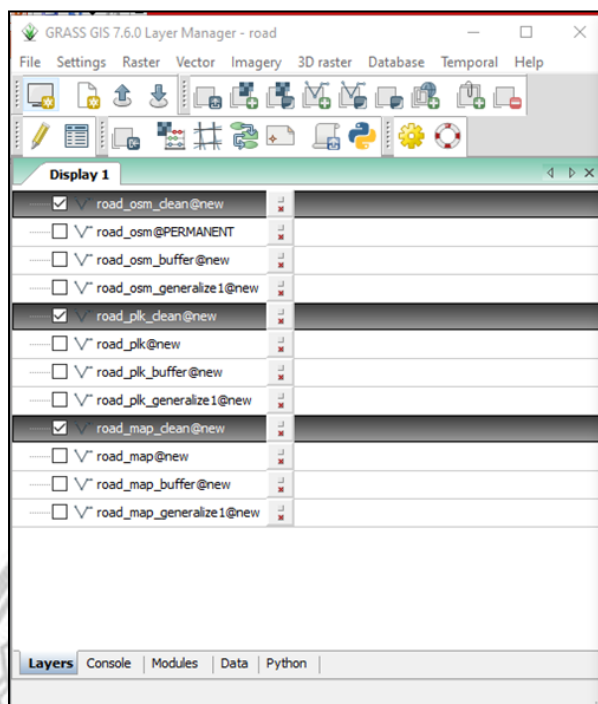 GRASS GIS 7.6.0 Layer Manager - road
File Settings Raster Vector Imagery 3D raster Database Temporal Help
Display 1
road_osm_clean@new
road_osm@PERMANENT
road_osm_buffer@new
road_osm_generalize1@new
road_plk_clean@new
road_plk@new
road_plk_buffer@new
road_plk_generalize1@new
road_map_clean@new
road_map@new
road_map_buffer@new
road_map_generalize1@new
Layers Console Modules Data Python